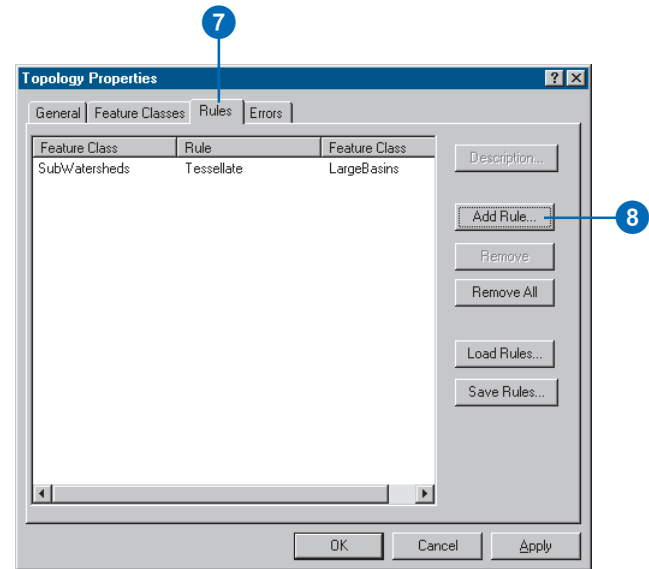 7
Topology Properties
General Feature Classes Rules Errors
Feature Class Rule Feature Class
SubWatersheds Tessellate LargeBasins
Description...
Add Rule... 8
Remove
Remove All
Load Rules...
Save Rules...
OK Cancel Apply